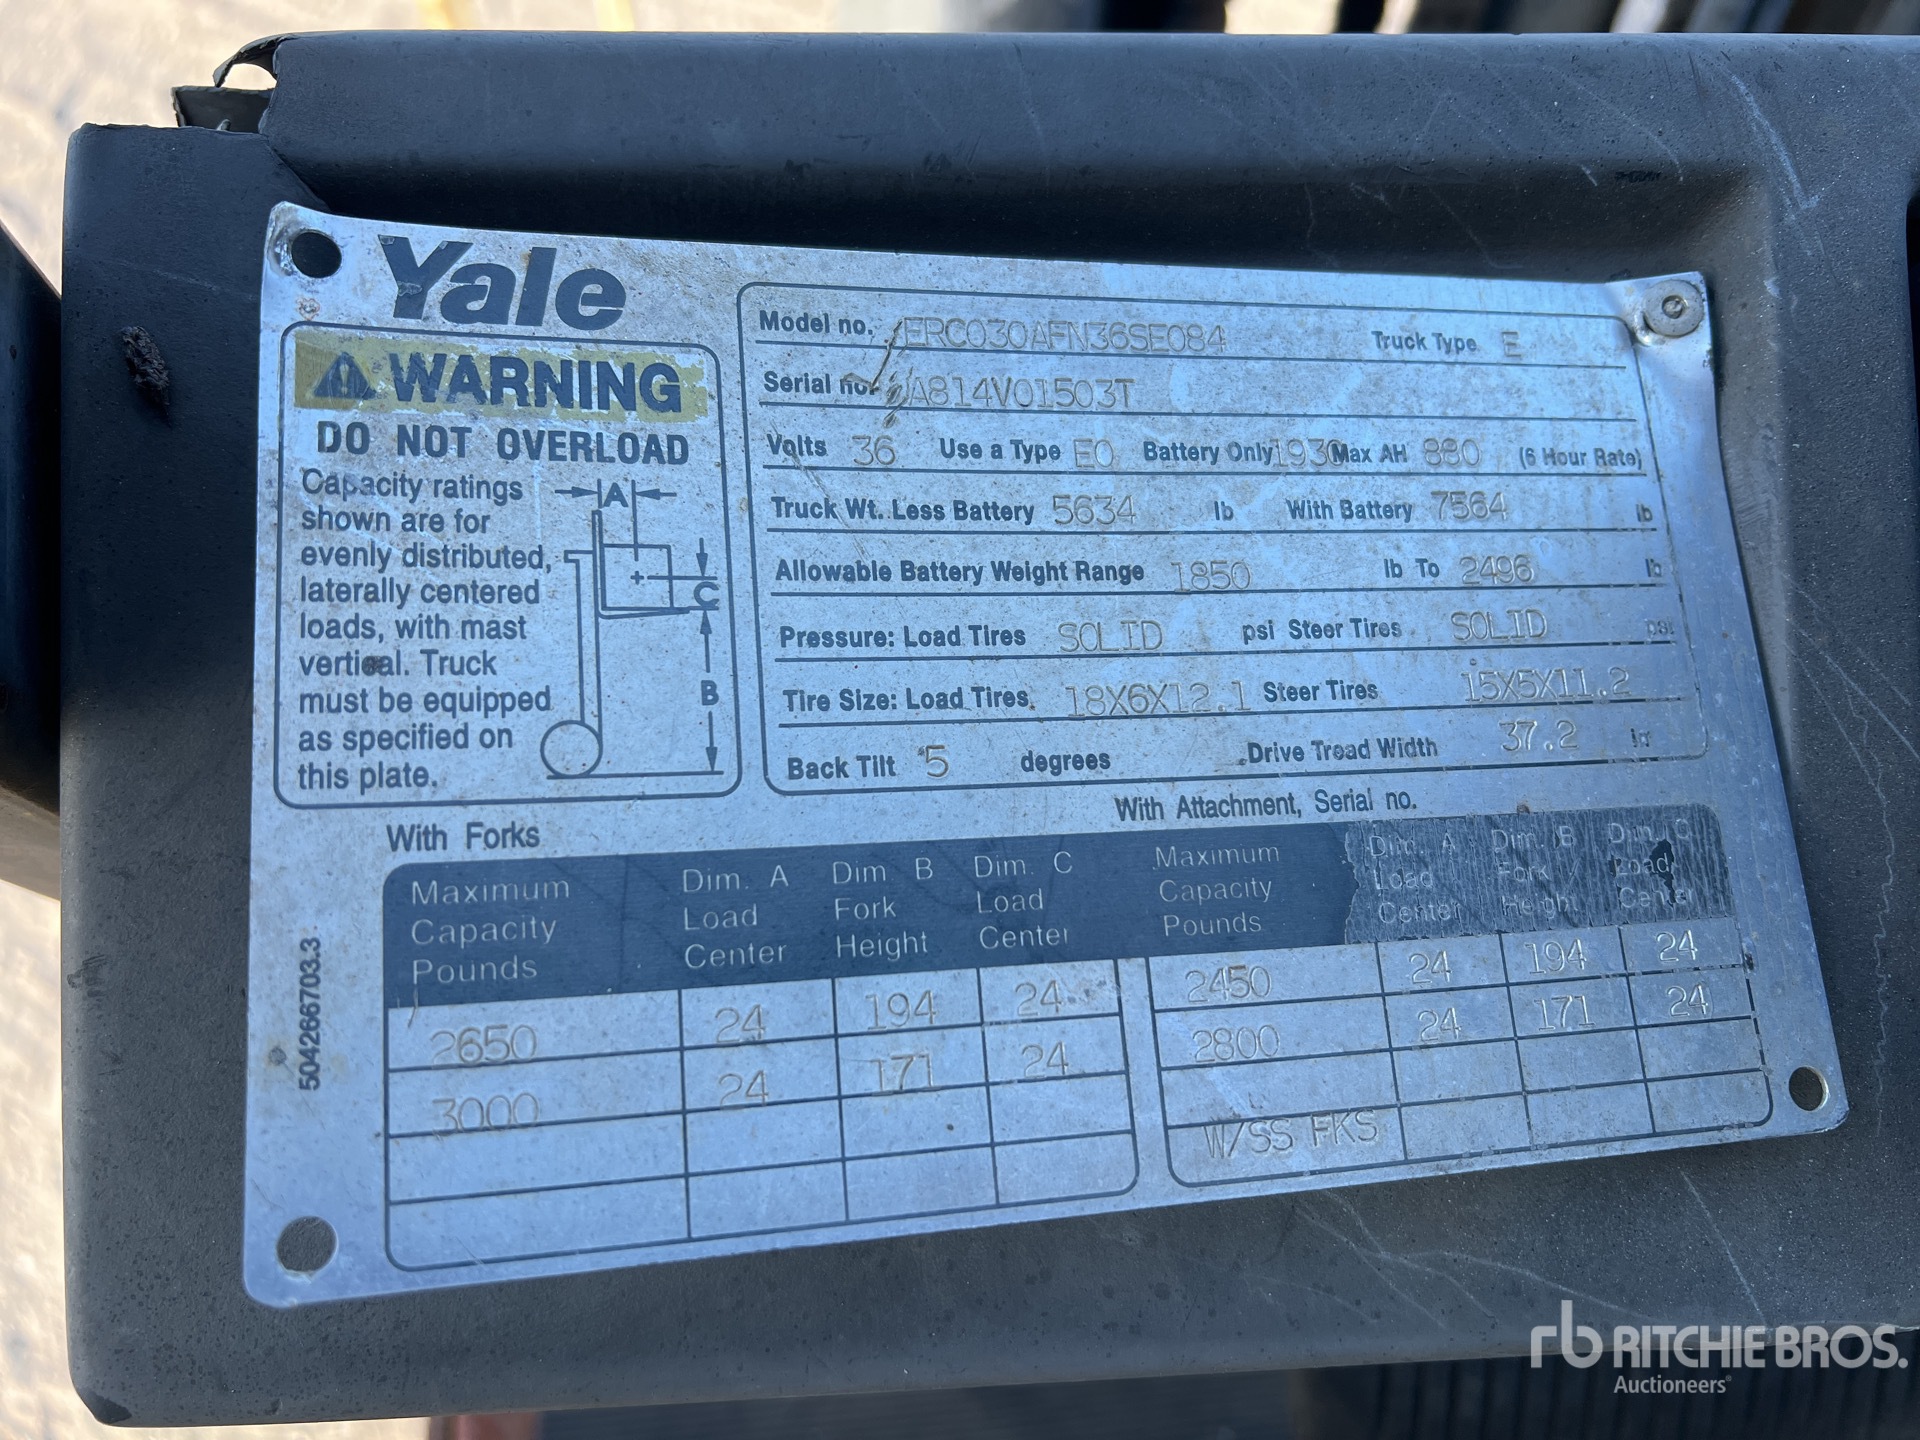 Yale
WARNING
DO NOT OVERLOAD
Capacity ratings
shown are for
evenly distributed,
laterally centered
loads, with mast
vertical. Truck
must be equipped
as specified on
this plate.
A
C
B
Model no. ERC030AFN36SE084 Truck Type E
Serial no. A814V01503T
Volts 36 Use a Type EO Battery Only 1930 Max AH 880 (6 Hour Rate)
Truck Wt. Less Battery 5634 lb With Battery 7564 lb
Allowable Battery Weight Range 1850 lb To 2496 lb
Pressure: Load Tires SOLID psi Steer Tires SOLID psi
Tire Size: Load Tires 18X6X12.1 Steer Tires 15X5X11.2
Back Tilt 5 degrees Drive Tread Width 37.2 in
With Forks
With Attachment, Serial no.
Maximum Capacity Pounds Dim. A Load Center Dim B Fork Height Dim. C Load Center
2650 24 194 24
3000 24 171 24
Maximum Capacity Pounds Dim. A Load Center Dim. B Fork Height Dim. C Load Center
2450 24 194 24
2800 24 171 24
W/SS FKS
504266703.3
rb RITCHIE BROS.
Auctioneers